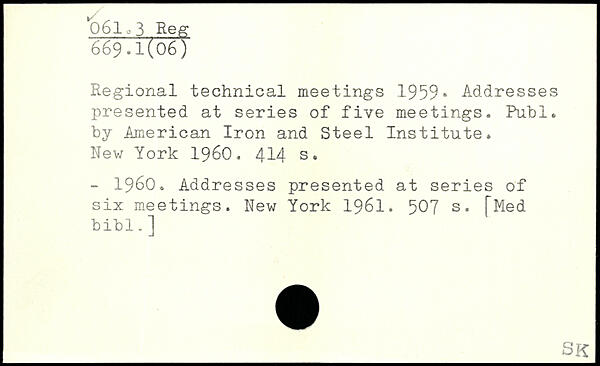 061.3 Reg
669.1(06)
Regional technical meetings 1959. Addresses
presented at series of five meetings. Publ.
by American Iron and Steel Institute.
New York 1960. 414 s.
- 1960. Addresses presented at series of
six meetings. New York 1961. 507 s. [Med
bibl.]
SK